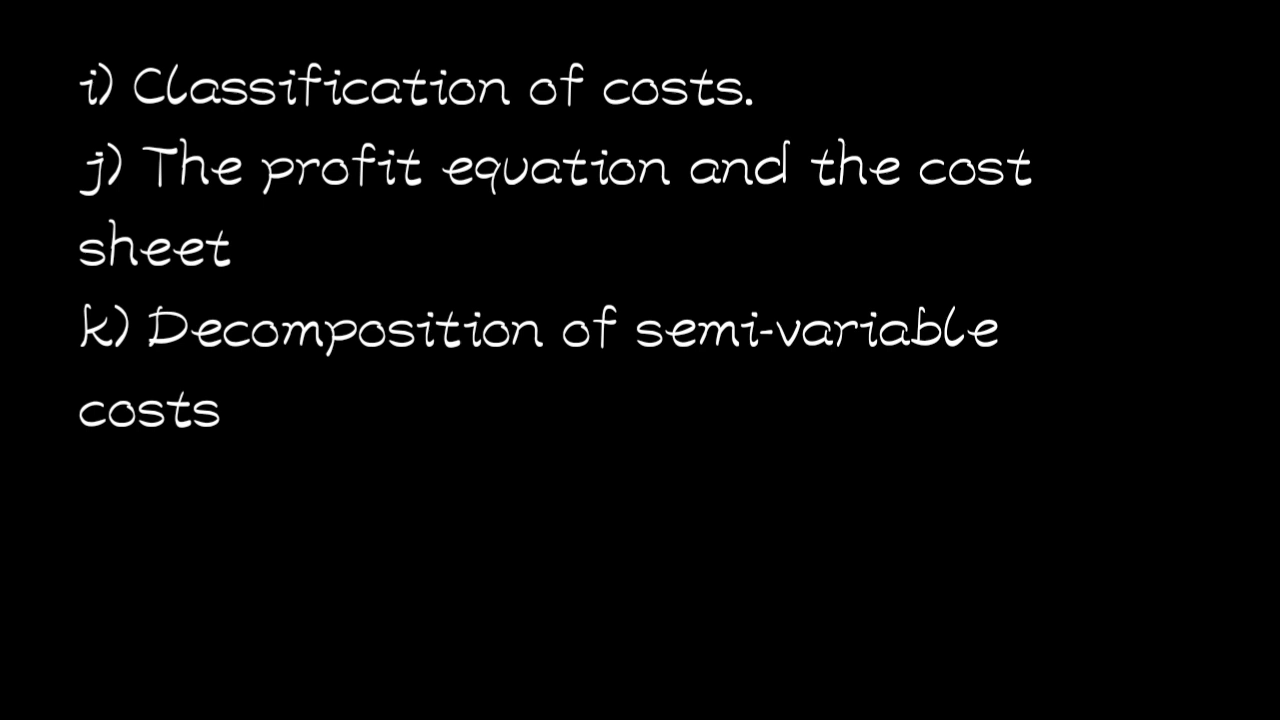 i) Classification of costs.
j) The profit equation and the cost
sheet
k) Decomposition of semi-variable
costs